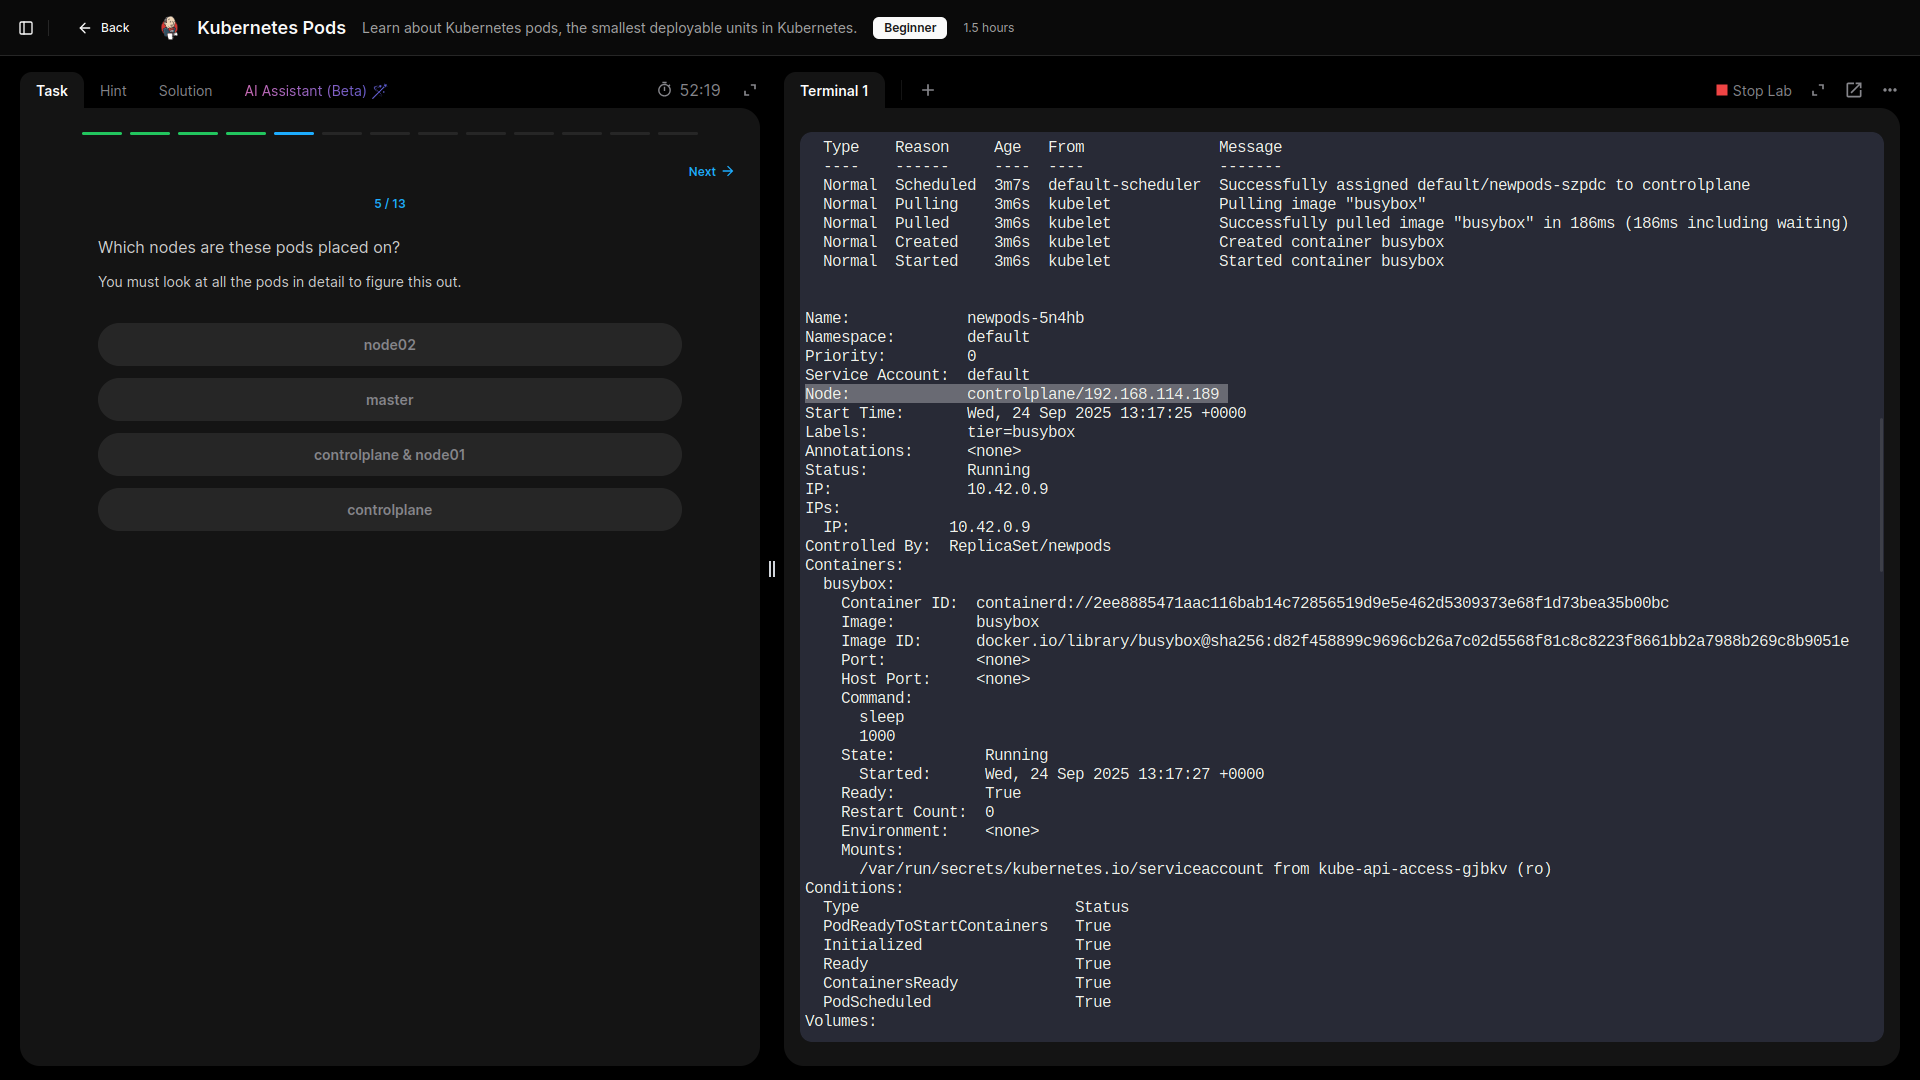 Back
Kubernetes Pods
Learn about Kubernetes pods, the smallest deployable units in Kubernetes.
Beginner
1.5 hours
Task
Hint
Solution
AI Assistant (Beta)
52:19
Next
5 / 13
Which nodes are these pods placed on?
You must look at all the pods in detail to figure this out.
node02
master
controlplane & node01
controlplane
Terminal 1
Stop Lab
Type    Reason     Age   From               Message
----    ------     ----  ----               -------
Normal  Scheduled  3m7s  default-scheduler  Successfully assigned default/newpods-szpdc to controlplane
Normal  Pulling    3m6s  kubelet            Pulling image "busybox"
Normal  Pulled     3m6s  kubelet            Successfully pulled image "busybox" in 186ms (186ms including waiting)
Normal  Created    3m6s  kubelet            Created container busybox
Normal  Started    3m6s  kubelet            Started container busybox
Name:             newpods-5n4hb
Namespace:        default
Priority:         0
Service Account:  default
Node:             controlplane/192.168.114.189
Start Time:       Wed, 24 Sep 2025 13:17:25 +0000
Labels:           tier=busybox
Annotations:      <none>
Status:           Running
IP:               10.42.0.9
IPs:
  IP:           10.42.0.9
Controlled By:  ReplicaSet/newpods
Containers:
  busybox:
    Container ID:  containerd://2ee8885471aac116bab14c72856519d9e5e462d5309373e68f1d73bea35b00bc
    Image:         busybox
    Image ID:      docker.io/library/busybox@sha256:d82f458899c9696cb26a7c02d5568f81c8c8223f8661bb2a7988b269c8b9051e
    Port:          <none>
    Host Port:     <none>
    Command:
      sleep
      1000
    State:          Running
      Started:      Wed, 24 Sep 2025 13:17:27 +0000
    Ready:          True
    Restart Count:  0
    Environment:    <none>
    Mounts:
      /var/run/secrets/kubernetes.io/serviceaccount from kube-api-access-gjbkv (ro)
Conditions:
  Type                        Status
  PodReadyToStartContainers   True
  Initialized                 True
  Ready                       True
  ContainersReady             True
  PodScheduled                True
Volumes: